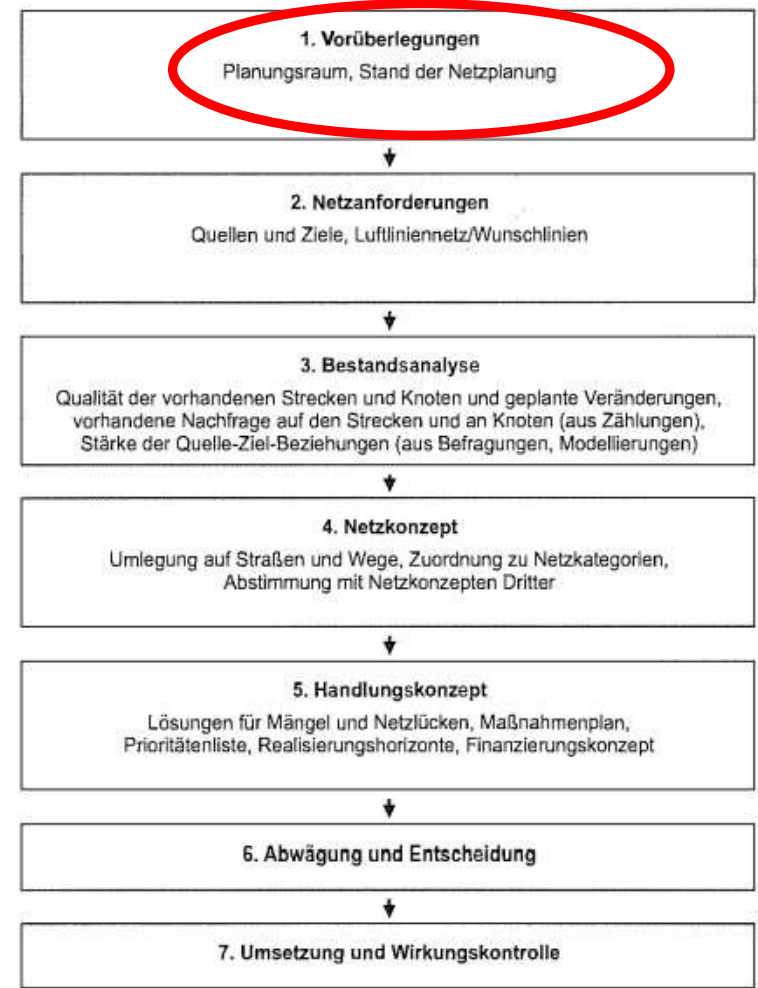 1. Vorüberlegungen
Planungsraum, Stand der Netzplanung
2. Netzanforderungen
Quellen und Ziele, Luftliniennetz/Wunschlinien
3. Bestandsanalyse
Qualität der vorhandenen Strecken und Knoten und geplante Veränderungen,
vorhandene Nachfrage auf den Strecken und an Knoten (aus Zählungen),
Stärke der Quelle-Ziel-Beziehungen (aus Befragungen, Modellierungen)
4. Netzkonzept
Umlegung auf Straßen und Wege, Zuordnung zu Netzkategorien,
Abstimmung mit Netzkonzepten Dritter
5. Handlungskonzept
Lösungen für Mängel und Netzlücken, Maßnahmenplan,
Prioritätenliste, Realisierungshorizonte, Finanzierungskonzept
6. Abwägung und Entscheidung
7. Umsetzung und Wirkungskontrolle